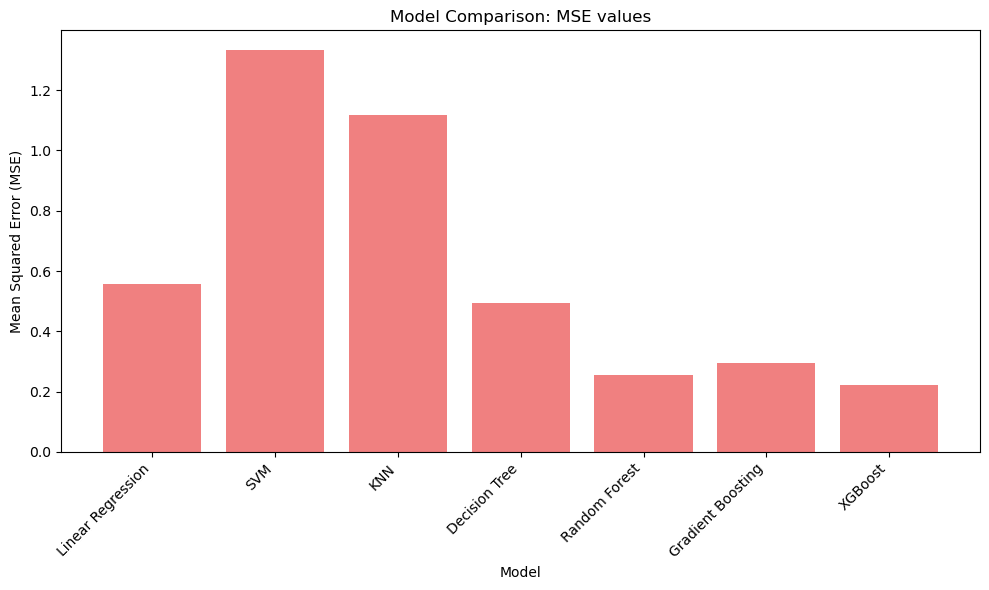 Model Comparison: MSE values
Mean Squared Error (MSE)
1.2
1.0
0.8
0.6
0.4
0.2
0.0
Linear Regression
SVM
KNN
Decision Tree
Random Forest
Gradient Boosting
XGBoost
Model